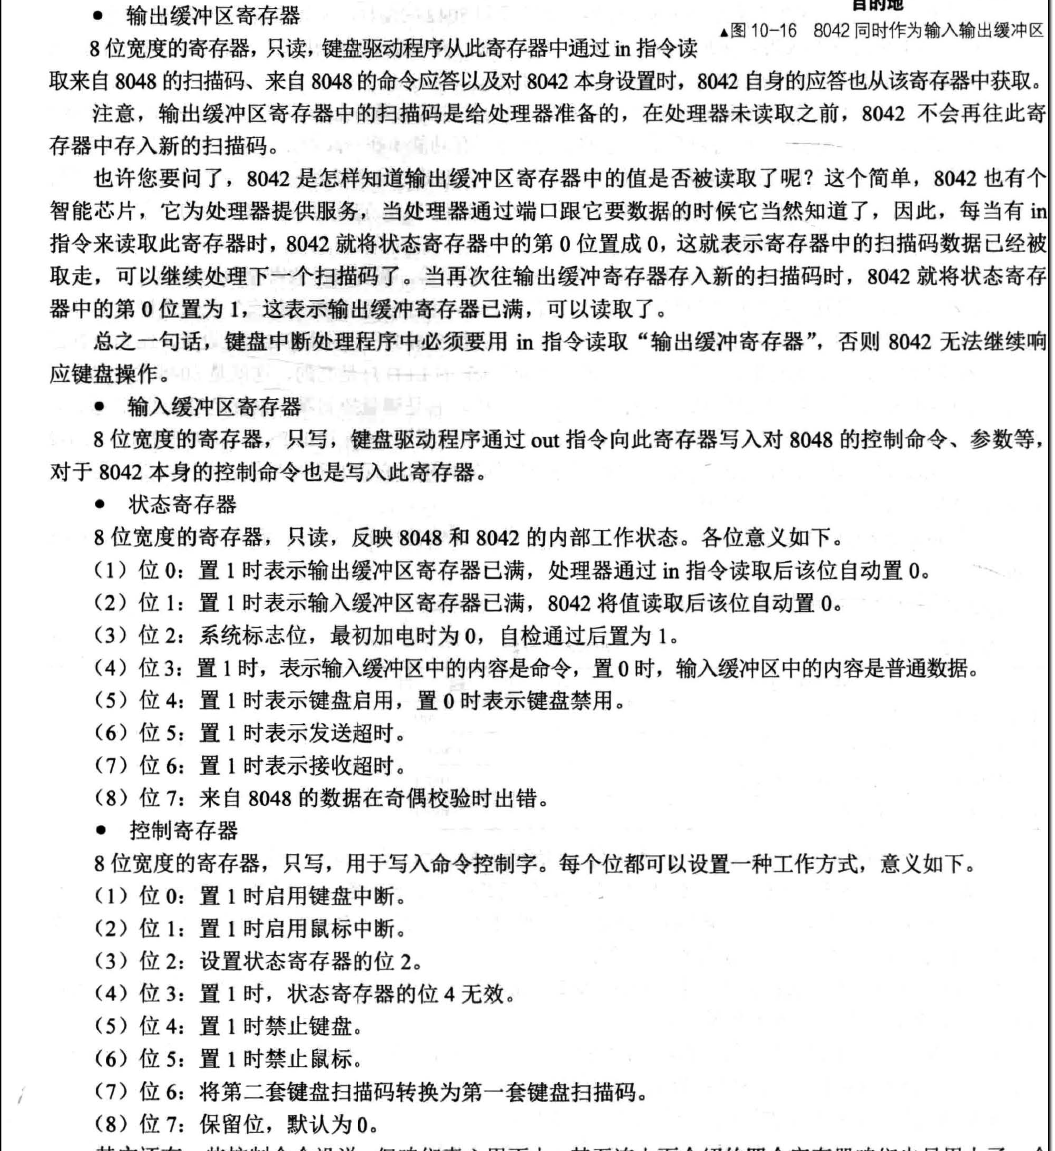 目的地
▲图 10-16 8042 同时作为输入输出缓冲区
● 输出缓冲区寄存器
8 位宽度的寄存器，只读，键盘驱动程序从此寄存器中通过 in 指令读
取来自 8048 的扫描码、来自 8048 的命令应答以及对 8042 本身设置时，8042 自身的应答也从该寄存器中获取。
注意，输出缓冲区寄存器中的扫描码是给处理器准备的，在处理器未读取之前，8042 不会再往此寄
存器中存入新的扫描码。
也许您要问了，8042 是怎样知道输出缓冲区寄存器中的值是否被读取了呢？这个简单，8042 也有个
智能芯片，它为处理器提供服务，当处理器通过端口跟它要数据的时候它当然知道了，因此，每当有 in
指令来读取此寄存器时，8042 就将状态寄存器中的第 0 位置成 0，这就表示寄存器中的扫描码数据已经被
取走，可以继续处理下一个扫描码了。当再次往输出缓冲寄存器存入新的扫描码时，8042 就将状态寄存
器中的第 0 位置为 1，这表示输出缓冲寄存器已满，可以读取了。
总之一句话，键盘中断处理程序中必须要用 in 指令读取“输出缓冲寄存器”，否则 8042 无法继续响
应键盘操作。
● 输入缓冲区寄存器
8 位宽度的寄存器，只写，键盘驱动程序通过 out 指令向此寄存器写入对 8048 的控制命令、参数等，
对于 8042 本身的控制命令也是写入此寄存器。
● 状态寄存器
8 位宽度的寄存器，只读，反映 8048 和 8042 的内部工作状态。各位意义如下。
（1）位 0：置 1 时表示输出缓冲区寄存器已满，处理器通过 in 指令读取后该位自动置 0。
（2）位 1：置 1 时表示输入缓冲区寄存器已满，8042 将值读取后该位自动置 0。
（3）位 2：系统标志位，最初加电时为 0，自检通过后置为 1。
（4）位 3：置 1 时，表示输入缓冲区中的内容是命令，置 0 时，输入缓冲区中的内容是普通数据。
（5）位 4：置 1 时表示键盘启用，置 0 时表示键盘禁用。
（6）位 5：置 1 时表示发送超时。
（7）位 6：置 1 时表示接收超时。
（8）位 7：来自 8048 的数据在奇偶校验时出错。
● 控制寄存器
8 位宽度的寄存器，只写，用于写入命令控制字。每个位都可以设置一种工作方式，意义如下。
（1）位 0：置 1 时启用键盘中断。
（2）位 1：置 1 时启用鼠标中断。
（3）位 2：设置状态寄存器的位 2。
（4）位 3：置 1 时，状态寄存器的位 4 无效。
（5）位 4：置 1 时禁止键盘。
（6）位 5：置 1 时禁止鼠标。
（7）位 6：将第二套键盘扫描码转换为第一套键盘扫描码。
（8）位 7：保留位，默认为 0。